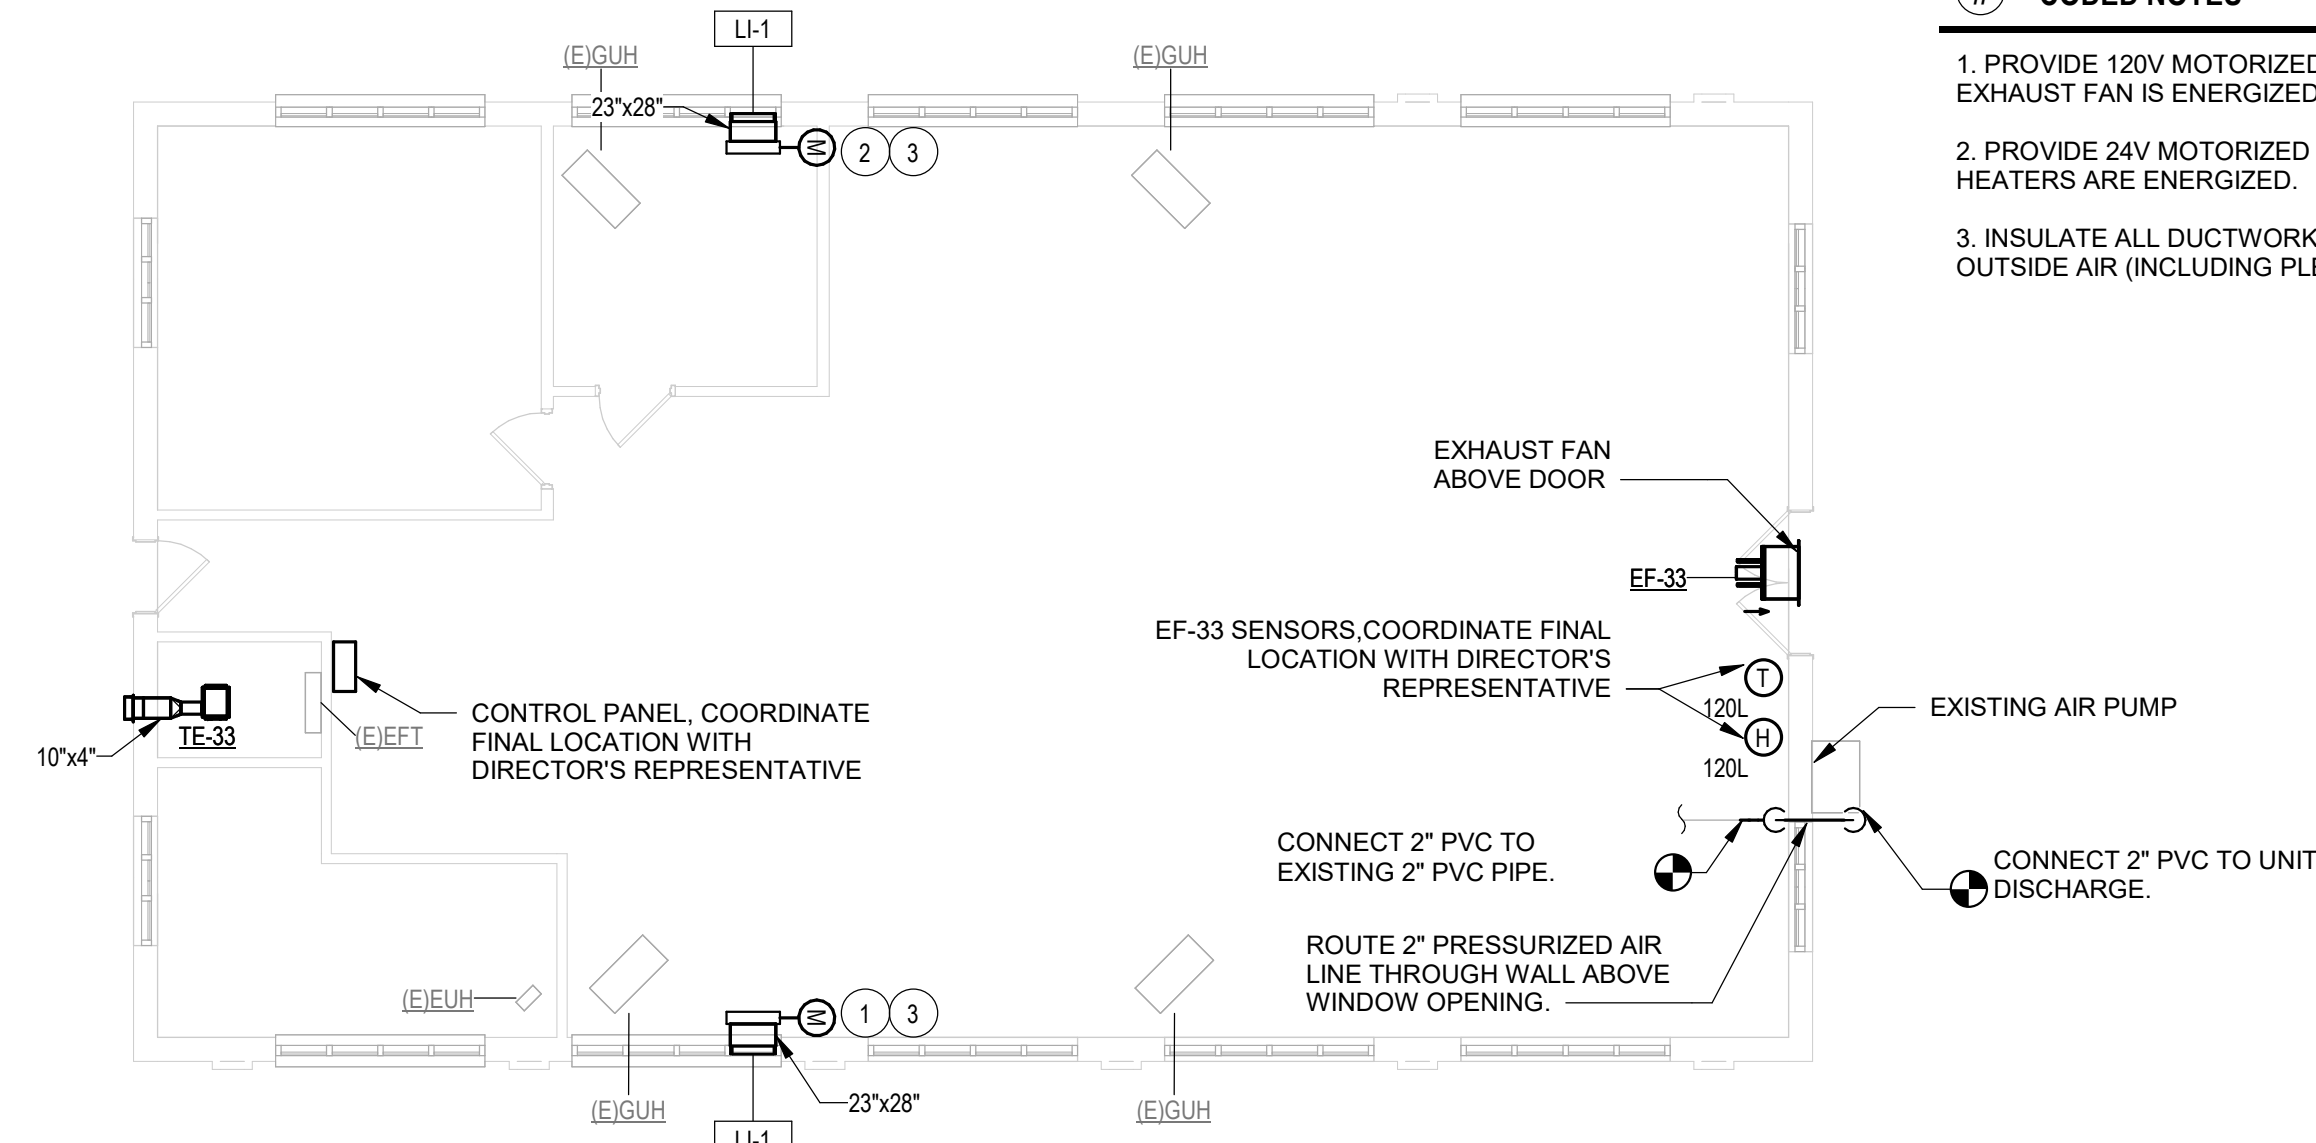 # CODED NOTES
1. PROVIDE 120V MOTORIZED
EXHAUST FAN IS ENERGIZED
2. PROVIDE 24V MOTORIZED
HEATERS ARE ENERGIZED.
3. INSULATE ALL DUCTWORK
OUTSIDE AIR (INCLUDING
LI-1
(E)GUH
(E)GUH
23"x28"
M
2
3
EXHAUST FAN
ABOVE DOOR
EF-33
EF-33 SENSORS,COORDINATE FINAL
LOCATION WITH DIRECTOR'S
REPRESENTATIVE
T
120L
H
120L
EXISTING AIR PUMP
CONTROL PANEL, COORDINATE
FINAL LOCATION WITH
DIRECTOR'S REPRESENTATIVE
TE-33
(E)EFT
10"x4"
CONNECT 2" PVC TO
EXISTING 2" PVC PIPE.
CONNECT 2" PVC TO UNIT
DISCHARGE.
ROUTE 2" PRESSURIZED AIR
LINE THROUGH WALL ABOVE
WINDOW OPENING.
(E)EUH
M
1
3
23"x28"
(E)GUH
(E)GUH
LI-1